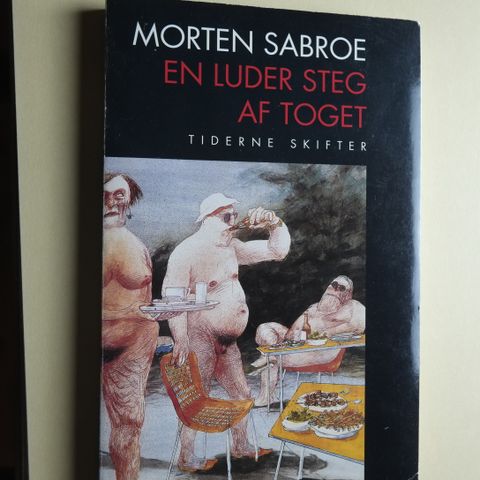 MORTEN SABROE
EN LUDER STEG
AF TOGET
TIDERNE SKIFTER